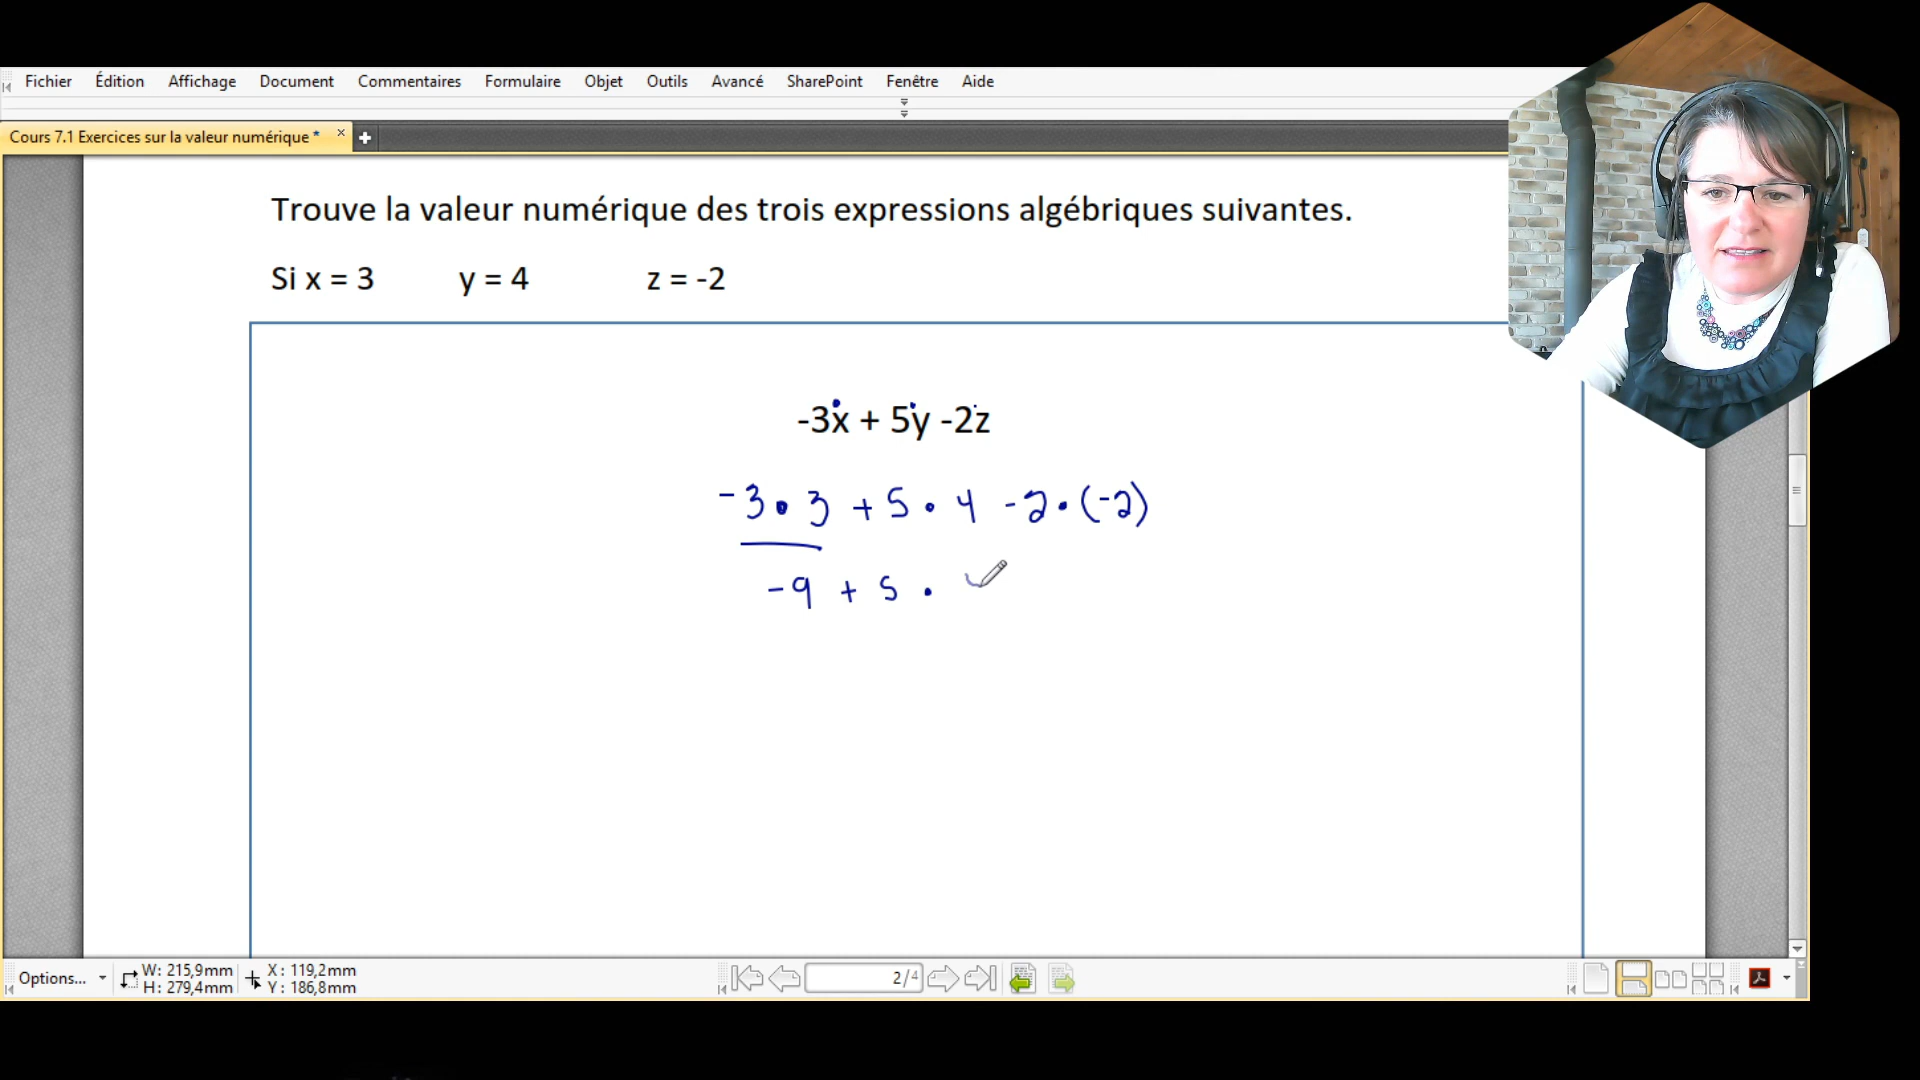 Fichier Édition Affichage Document Commentaires Formulaire Objet Outils Avancé SharePoint Fenêtre Aide
Cours 7.1 Exercices sur la valeur numérique *
Trouve la valeur numérique des trois expressions algébriques suivantes.
Si x = 3 y = 4 z = -2
-3x + 5y -2z
-3 • 3 + 5 • 4 -2 • (-2)
-9 + 5 •
Options... W: 215,9mm X : 119,2mm 2/4
H: 279,4mm Y : 186,8mm